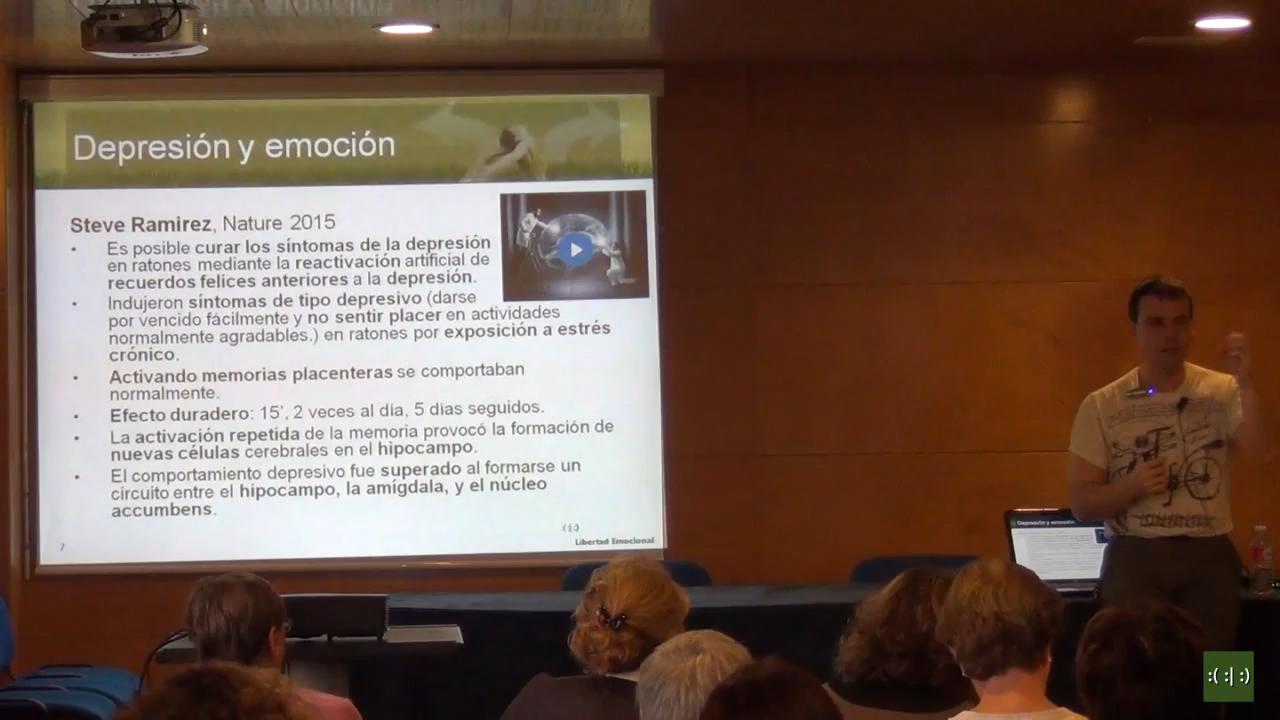 Depresión y emoción
Steve Ramirez, Nature 2015
• Es posible curar los síntomas de la depresión
en ratones mediante la reactivación artificial de
recuerdos felices anteriores a la depresión.
• Indujeron síntomas de tipo depresivo (darse
por vencido fácilmente y no sentir placer en actividades
normalmente agradables.) en ratones por exposición a estrés
crónico.
• Activando memorias placenteras se comportaban
normalmente.
• Efecto duradero: 15', 2 veces al día, 5 dias seguidos.
• La activación repetida de la memoria provocó la formación de
nuevas células cerebrales en el hipocampo.
• El comportamiento depresivo fue superado al formarse un
circuito entre el hipocampo, la amígdala, y el núcleo
accumbens.
7
Libertad Emocional
Depresión y emoción
:( :| :)